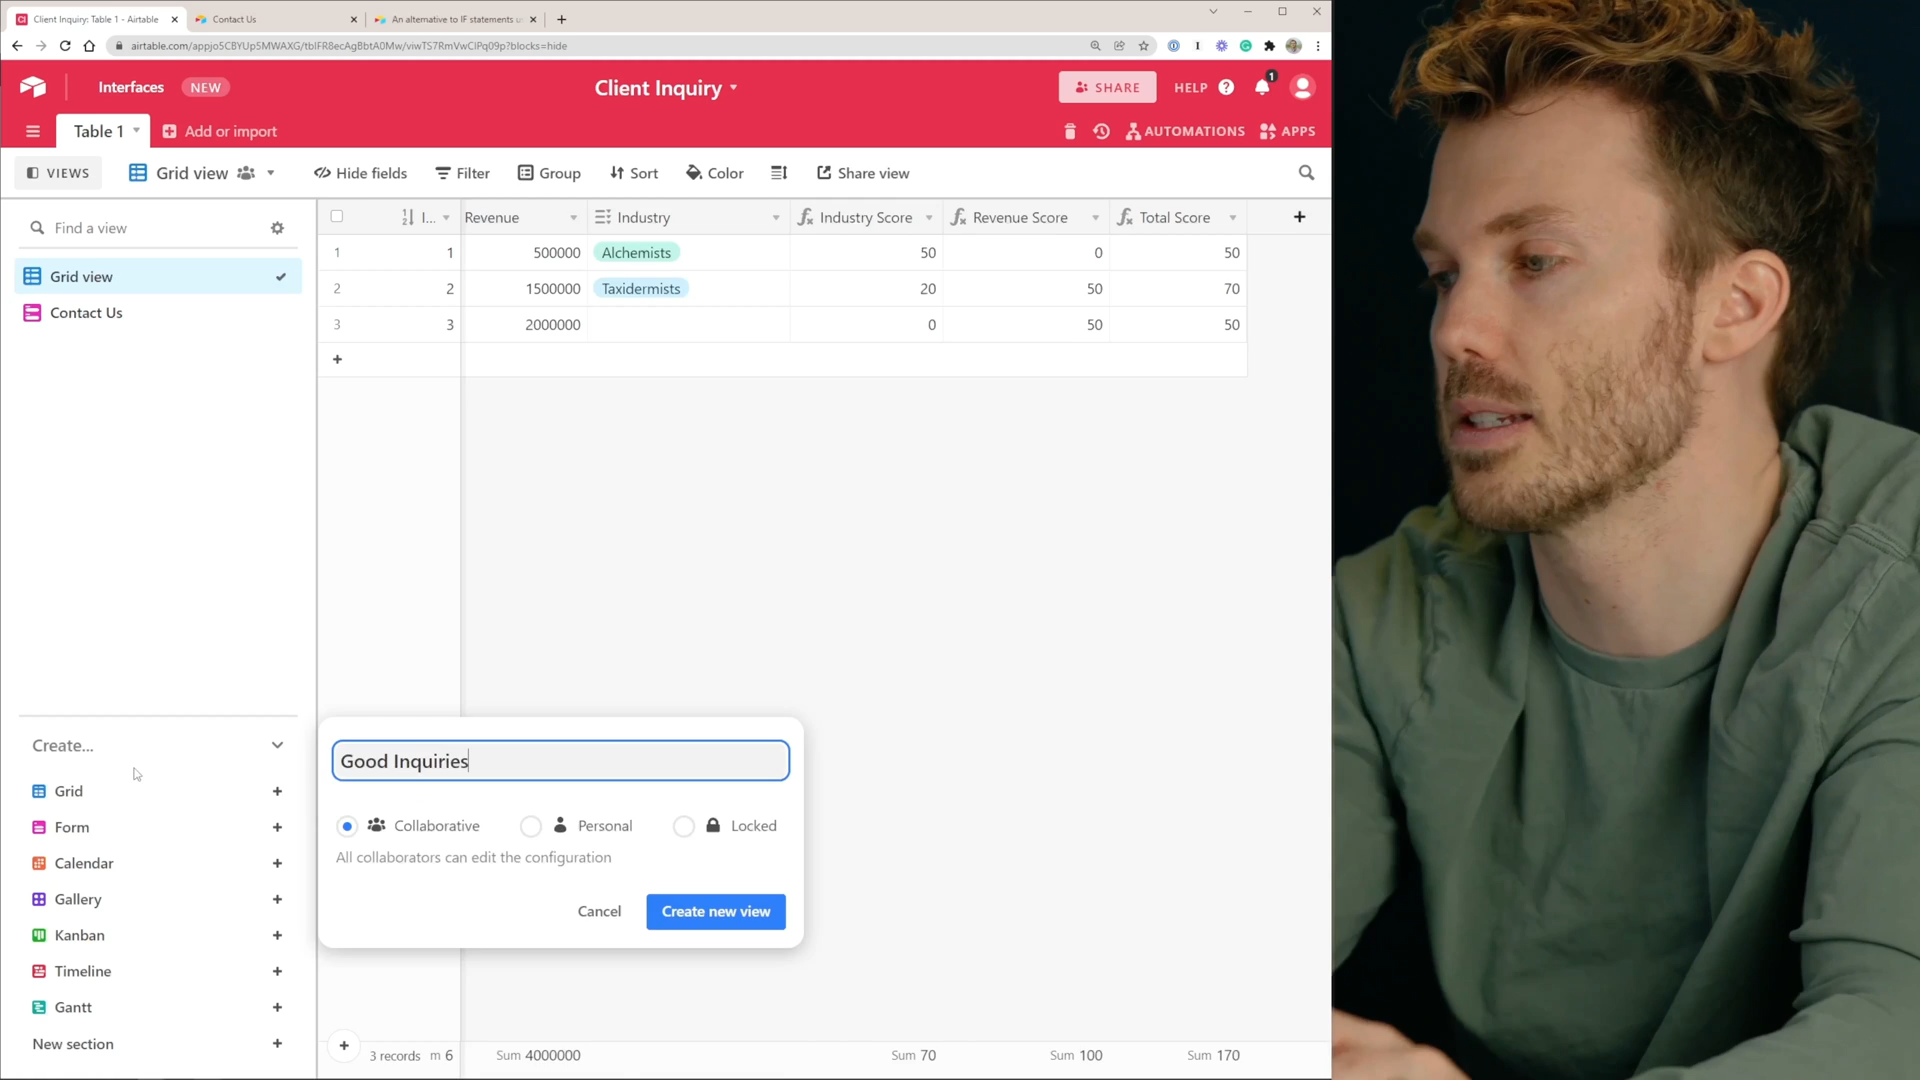 Client Inquiry: Table 1 - Airtable
Contact Us
An alternative to IF statements u
airtable.com/appjo5CBYUp5MWAXG/tblFR8ecAgBbtA0Mw/viwTS7RmVwClPq09p?blocks=hide
Interfaces NEW
Client Inquiry
SHARE
HELP
1
Table 1
Add or import
AUTOMATIONS
APPS
VIEWS
Grid view
Hide fields
Filter
Group
Sort
Color
Share view
Find a view
I...
Revenue
Industry
Industry Score
Revenue Score
Total Score
1 1 500000 Alchemists 50 0 50
Grid view
2 2 1500000 Taxidermists 20 50 70
Contact Us
3 3 2000000 0 50 50
Create...
Grid
Form
Calendar
Gallery
Kanban
Timeline
Gantt
New section
Good Inquiries
Collaborative
Personal
Locked
All collaborators can edit the configuration
Cancel
Create new view
3 records
m 6
Sum 4000000
Sum 70
Sum 100
Sum 170